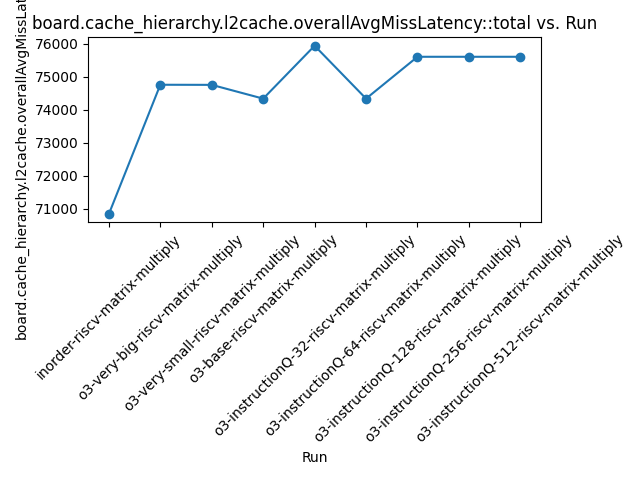 board.cache_hierarchy.l2cache.overallAvgMissLatency::total vs. Run
board.cache_hierarchy.l2cache.overallAvgMissLat
76000
75000
74000
73000
72000
71000
inorder-riscv-matrix-multiply
o3-very-big-riscv-matrix-multiply
o3-very-small-riscv-matrix-multiply
o3-base-riscv-matrix-multiply
o3-instructionQ-32-riscv-matrix-multiply
o3-instructionQ-64-riscv-matrix-multiply
o3-instructionQ-128-riscv-matrix-multiply
o3-instructionQ-256-riscv-matrix-multiply
o3-instructionQ-512-riscv-matrix-multiply
Run